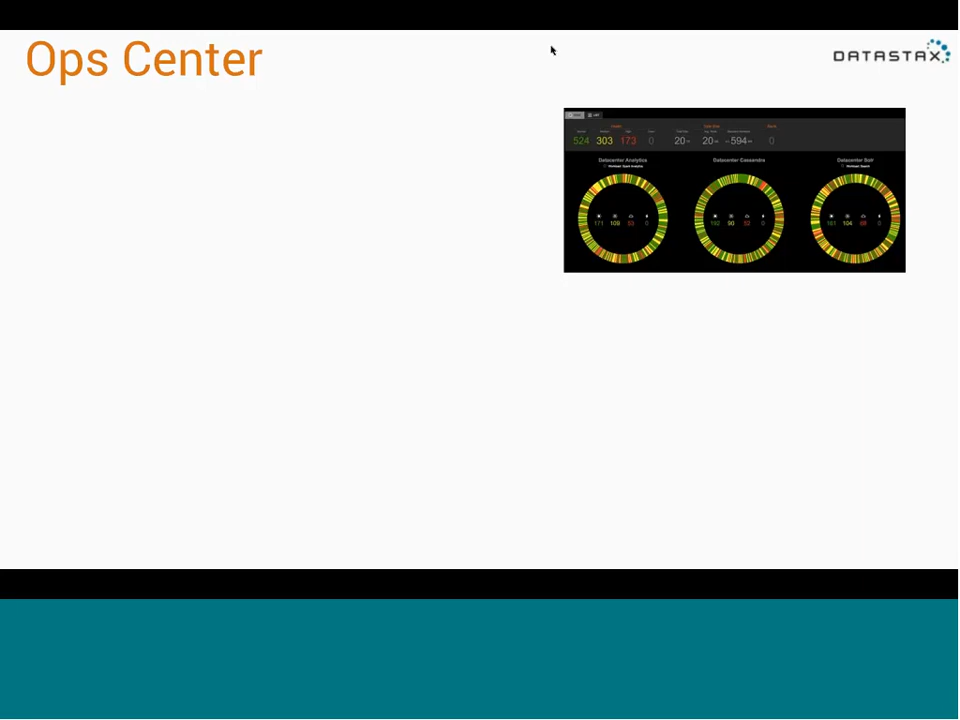 Ops Center
DATASTAX
524 303 173 0 20 20 594 0
Datacenter Analytics
Datacenter Cassandra
Datacenter Solr
171 109 53 0
192 90 53 0
161 104 68 0